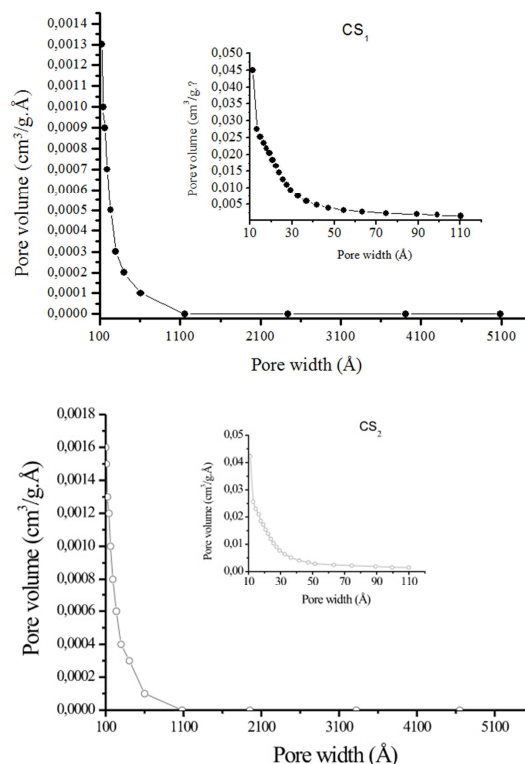 CS1
0,0014
0,0013
0,0012
0,0011
0,0010
0,0009
0,0008
0,0007
0,0006
0,0005
0,0004
0,0003
0,0002
0,0001
0,0000
Pore volume (cm³/g.Å)
100 1100 2100 3100 4100 5100
Pore width (Å)
0,050
0,045
0,040
0,035
0,030
0,025
0,020
0,015
0,010
0,005
Pore volume (cm³/g.?
10 30 50 70 90 110
Pore width (Å)
CS2
0,0018
0,0016
0,0014
0,0012
0,0010
0,0008
0,0006
0,0004
0,0002
0,0000
Pore volume (cm³/g.Å)
100 1100 2100 3100 4100 5100
Pore width (Å)
0,05
0,04
0,03
0,02
0,01
0,00
Pore volume (cm³/g.Å)
10 30 50 70 90 110
Pore width (Å)